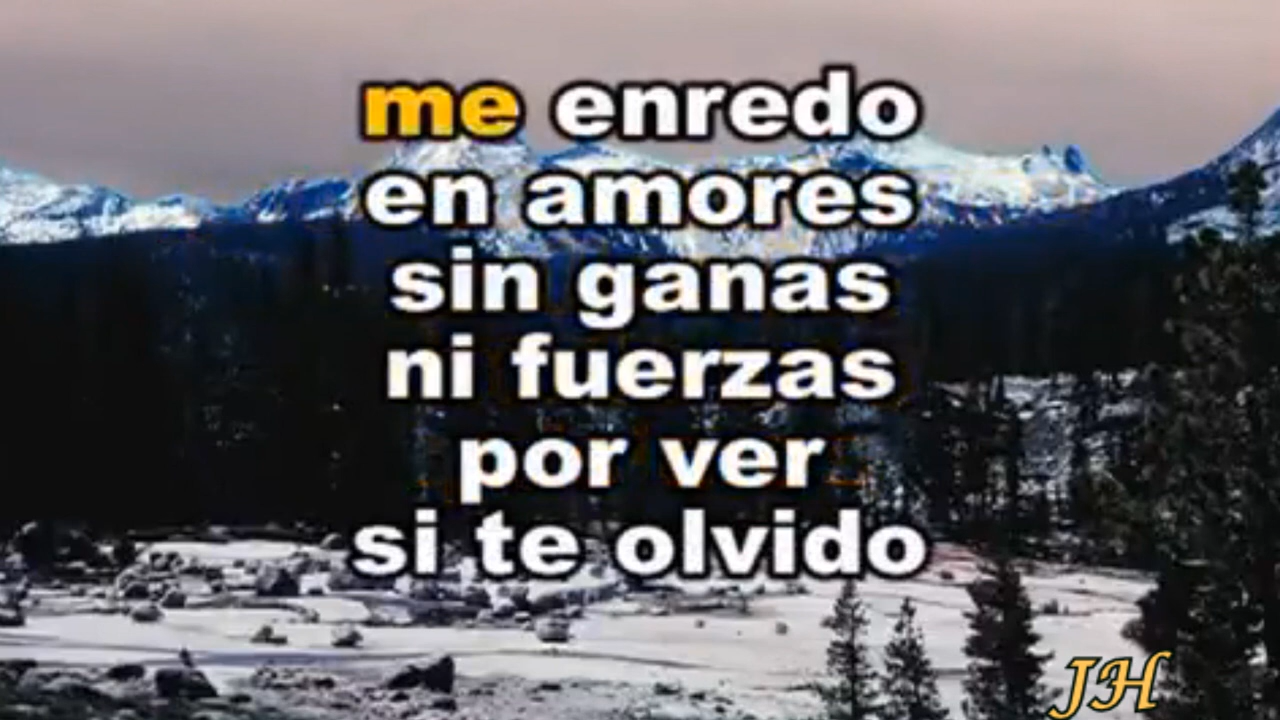 me enredo
en amores
sin ganas
ni fuerzas
por ver
si te olvido
JH